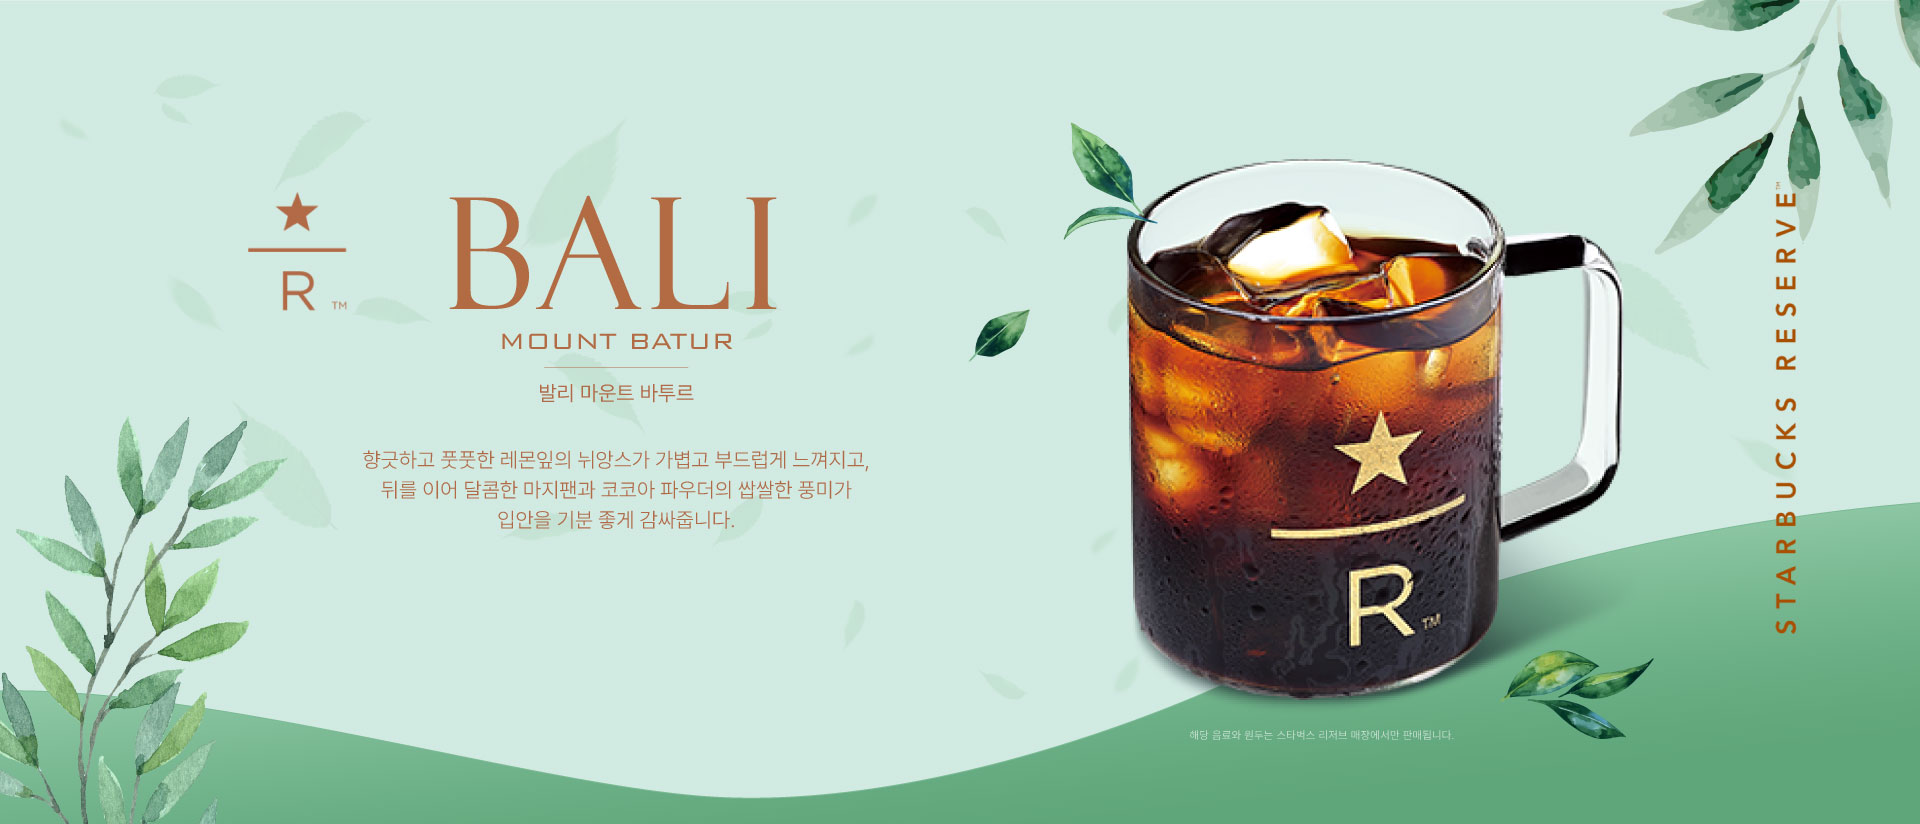 R TM
BALI
MOUNT BATUR
발리 마운트 바투르
향긋하고 풋풋한 레몬잎의 뉘앙스가 가볍고 부드럽게 느껴지고,
뒤를 이어 달콤한 마지팬과 코코아 파우더의 쌉쌀한 풍미가
입안을 기분 좋게 감싸줍니다.
R TM
해당 음료와 원두는 스타벅스 리저브 매장에서만 판매됩니다.
STARBUCKS RESERVE TM